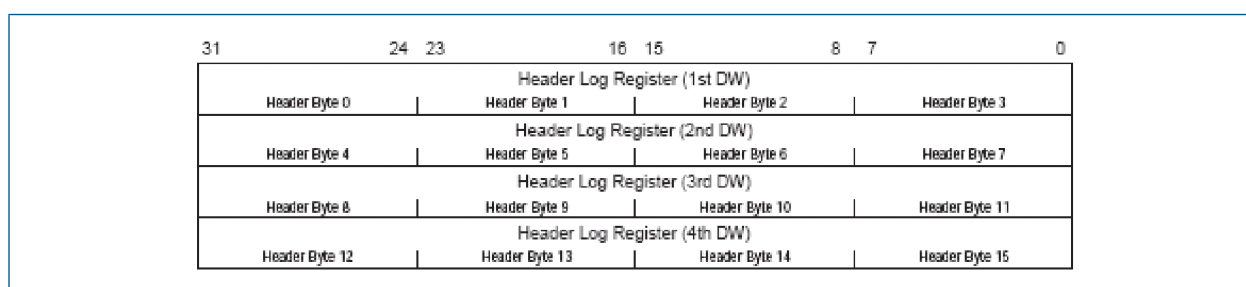 31 24 23 16 15 8 7 0
Header Log Register (1st DW)
Header Byte 0 Header Byte 1 Header Byte 2 Header Byte 3
Header Log Register (2nd DW)
Header Byte 4 Header Byte 5 Header Byte 6 Header Byte 7
Header Log Register (3rd DW)
Header Byte 8 Header Byte 9 Header Byte 10 Header Byte 11
Header Log Register (4th DW)
Header Byte 12 Header Byte 13 Header Byte 14 Header Byte 15